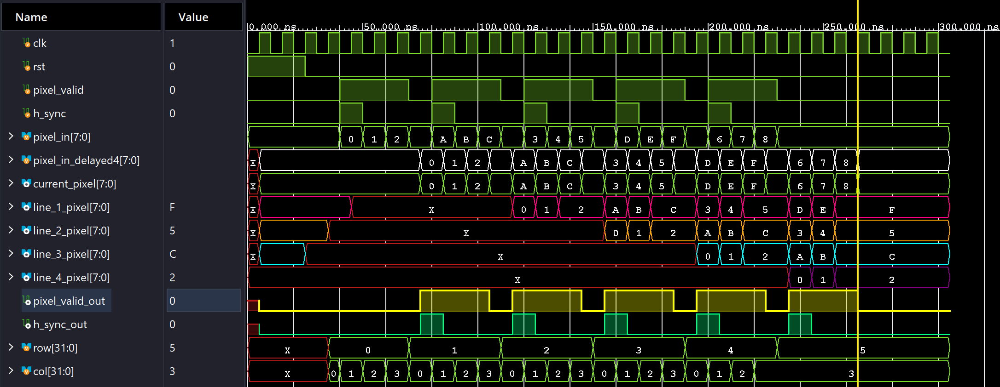 Name Value
0.000 ns 50.000 ns 100.000 ns 150.000 ns 200.000 ns 250.000 ns 300.000 ns
clk 1
rst 0
pixel_valid 0
h_sync 0
pixel_in[7:0] 0 1 2 A B C 3 4 5 D E F 6 7 8
pixel_in_delayed4[7:0] X 0 1 2 A B C 3 4 5 D E F 6 7 8
current_pixel[7:0] X 0 1 2 A B C 3 4 5 D E F 6 7 8
line_1_pixel[7:0] F X X 0 1 2 A B C 3 4 5 D E F
line_2_pixel[7:0] 5 X X 0 1 2 A B C 3 4 5
line_3_pixel[7:0] C X X 0 1 2 A B C
line_4_pixel[7:0] 2 X 0 1 2
pixel_valid_out 0
h_sync_out 0
row[31:0] 5 X 0 1 2 3 4 5
col[31:0] 3 X 0 1 2 3 0 1 2 3 0 1 2 3 0 1 2 3 0 1 2 3